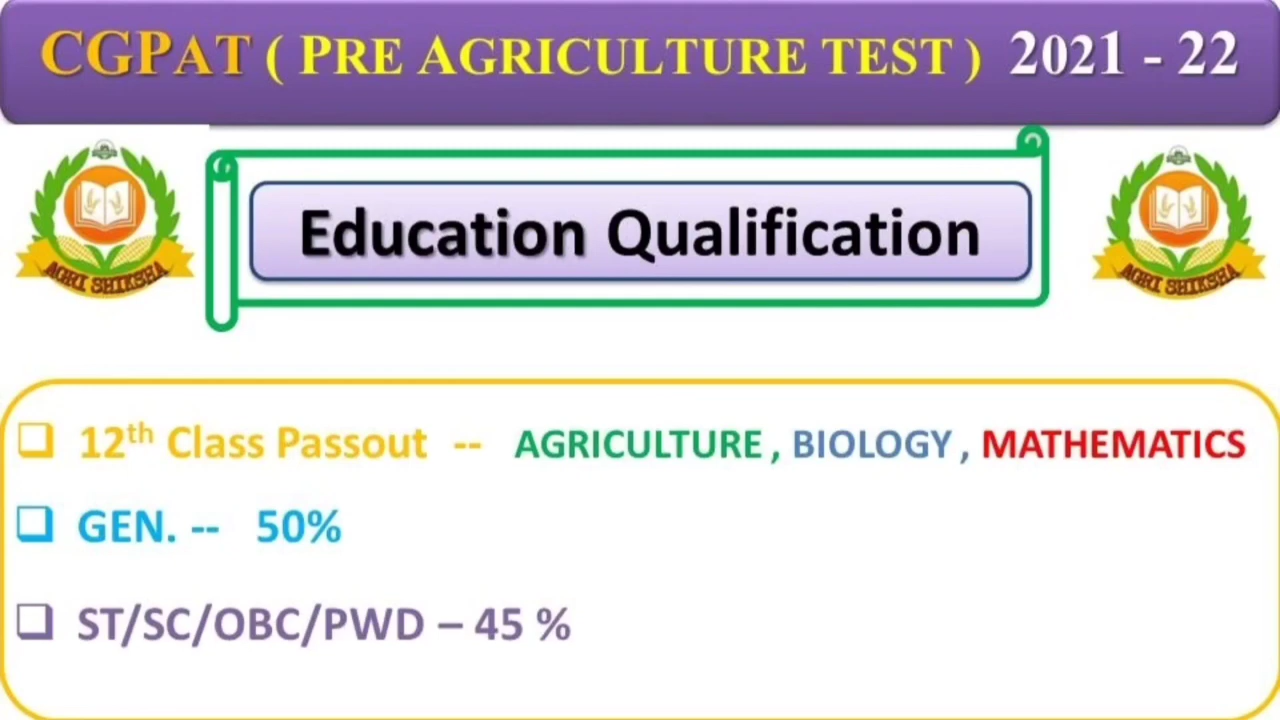 CGPAT ( PRE AGRICULTURE TEST ) 2021 - 22
AGRI SHIKSHA
Education Qualification
AGRI SHIKSHA
❑ 12th Class Passout -- AGRICULTURE , BIOLOGY , MATHEMATICS
❑ GEN. -- 50%
❑ ST/SC/OBC/PWD – 45 %